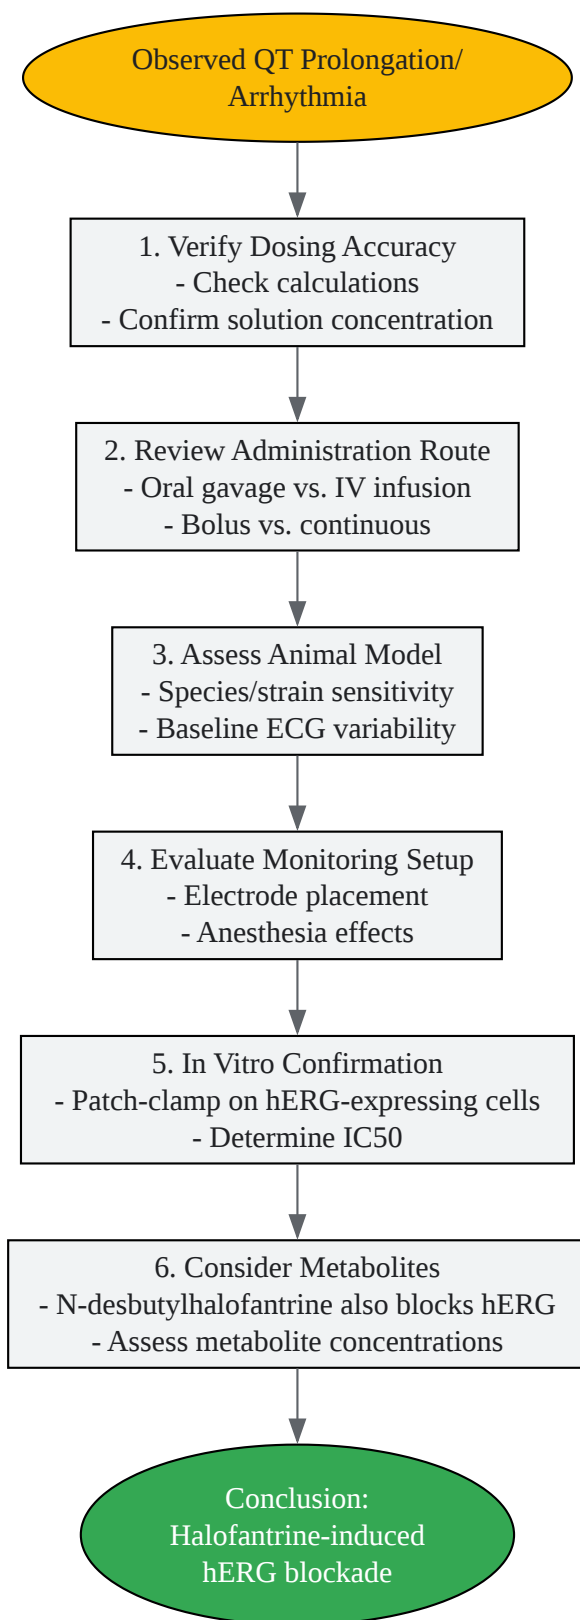 Observed QT Prolongation/
Arrhythmia
1. Verify Dosing Accuracy
- Check calculations
- Confirm solution concentration
2. Review Administration Route
- Oral gavage vs. IV infusion
- Bolus vs. continuous
3. Assess Animal Model
- Species/strain sensitivity
- Baseline ECG variability
4. Evaluate Monitoring Setup
- Electrode placement
- Anesthesia effects
5. In Vitro Confirmation
- Patch-clamp on hERG-expressing cells
- Determine IC50
6. Consider Metabolites
- N-desbutylhalofantrine also blocks hERG
- Assess metabolite concentrations
Conclusion:
Halofantrine-induced
hERG blockade